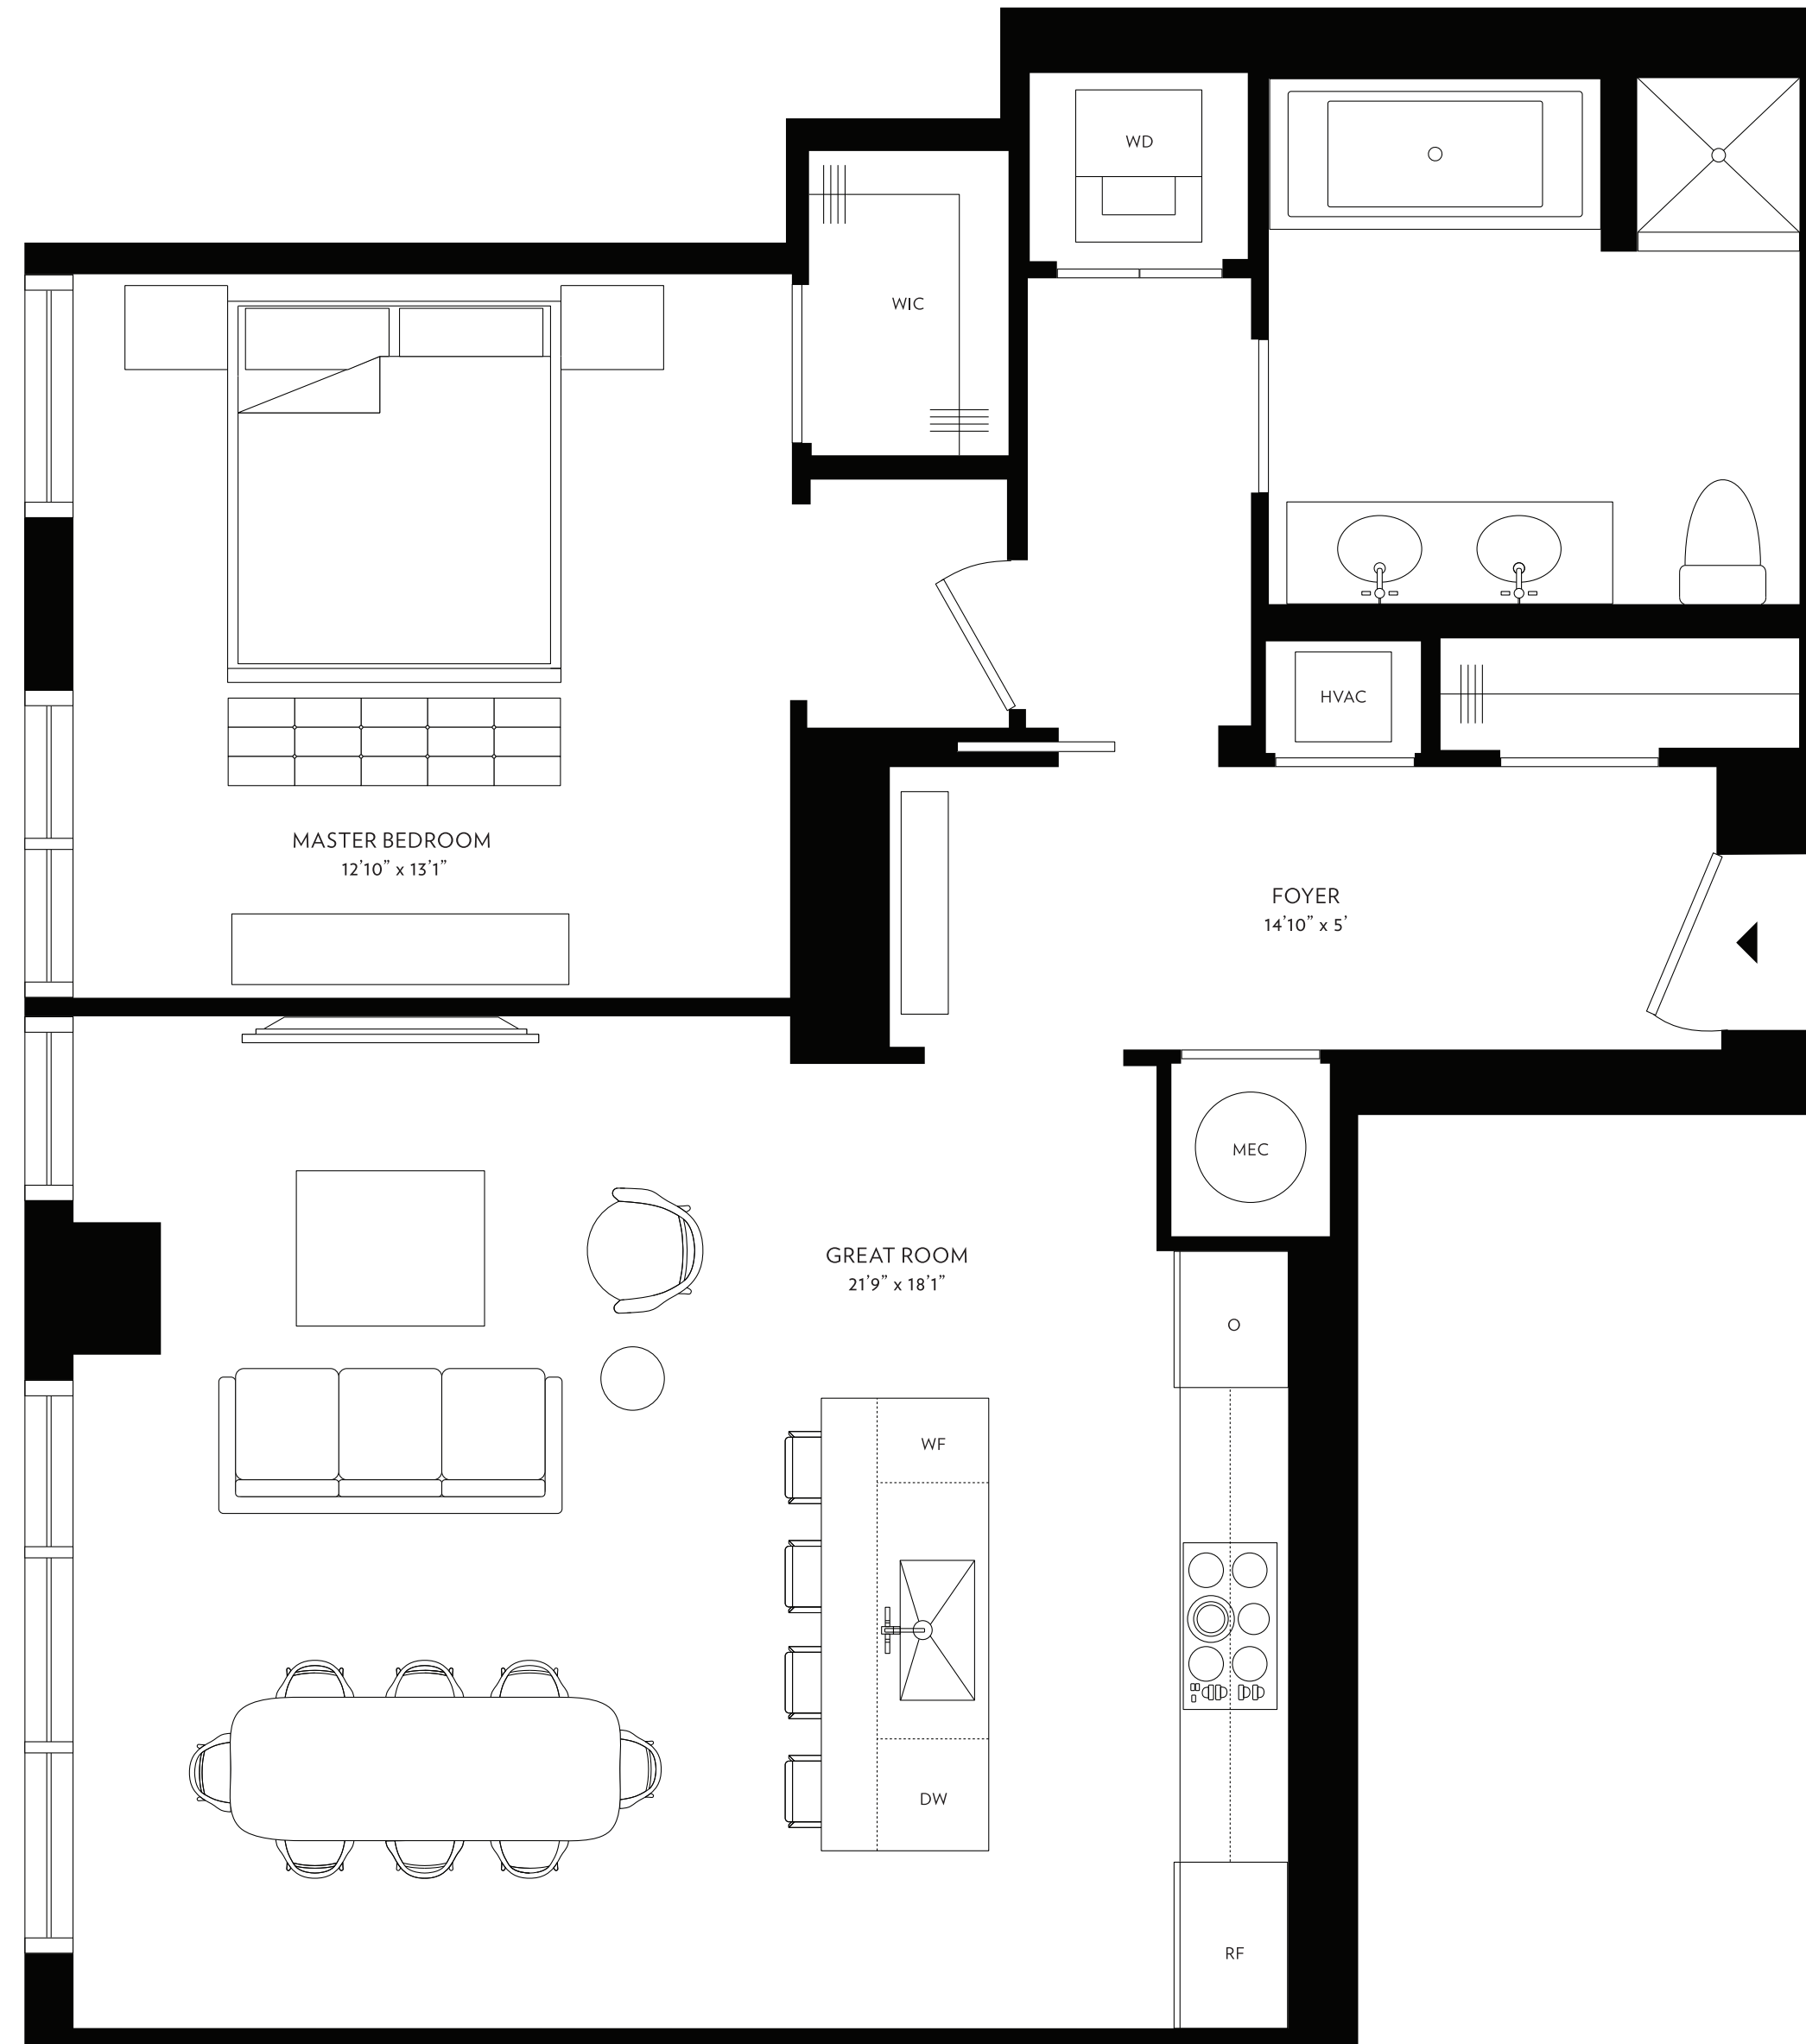 WD
WIC
HVAC
MASTER BEDROOM
12’10” x 13’1”
FOYER
14’10” x 5’
MEC
GREAT ROOM
21’9” x 18’1”
WF
DW
RF